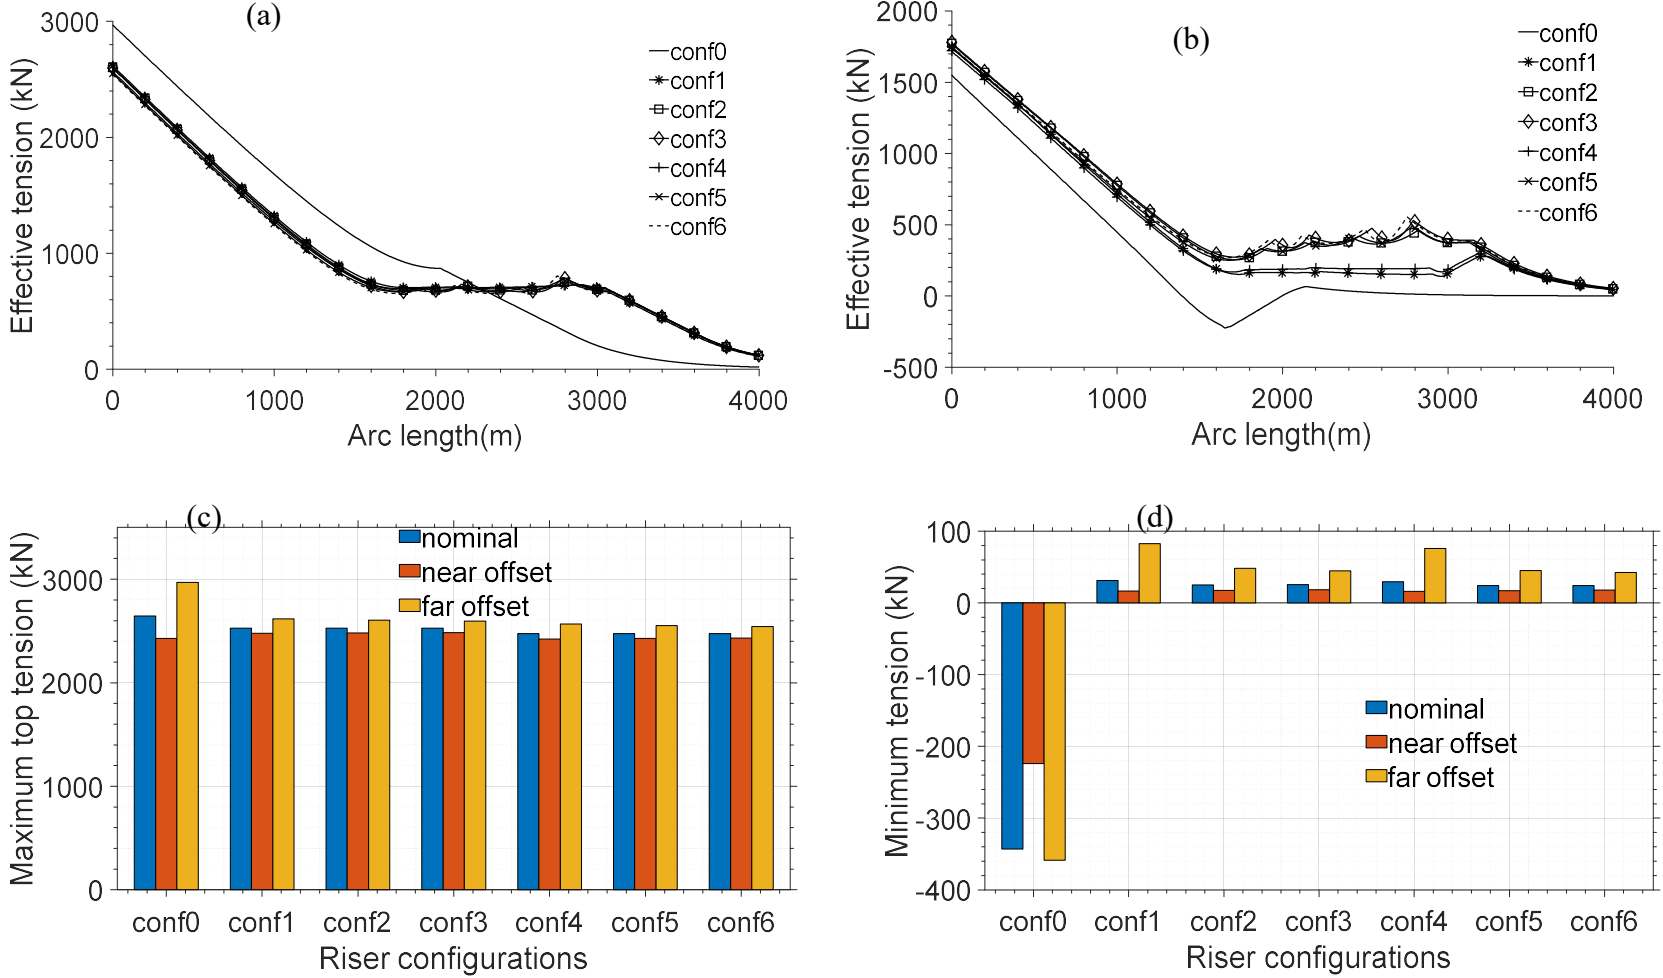 (a)
3000
2000
1000
0
Effective tension (kN)
0 1000 2000 3000 4000
Arc length(m)
conf0
conf1
conf2
conf3
conf4
conf5
conf6
(b)
2000
1500
1000
500
0
-500
Effective tension (kN)
0 1000 2000 3000 4000
Arc length(m)
conf0
conf1
conf2
conf3
conf4
conf5
conf6
(c)
3000
2000
1000
0
Maximum top tension (kN)
nominal
near offset
far offset
conf0 conf1 conf2 conf3 conf4 conf5 conf6
Riser configurations
(d)
100
0
-100
-200
-300
-400
Minimum tension (kN)
nominal
near offset
far offset
conf0 conf1 conf2 conf3 conf4 conf5 conf6
Riser configurations